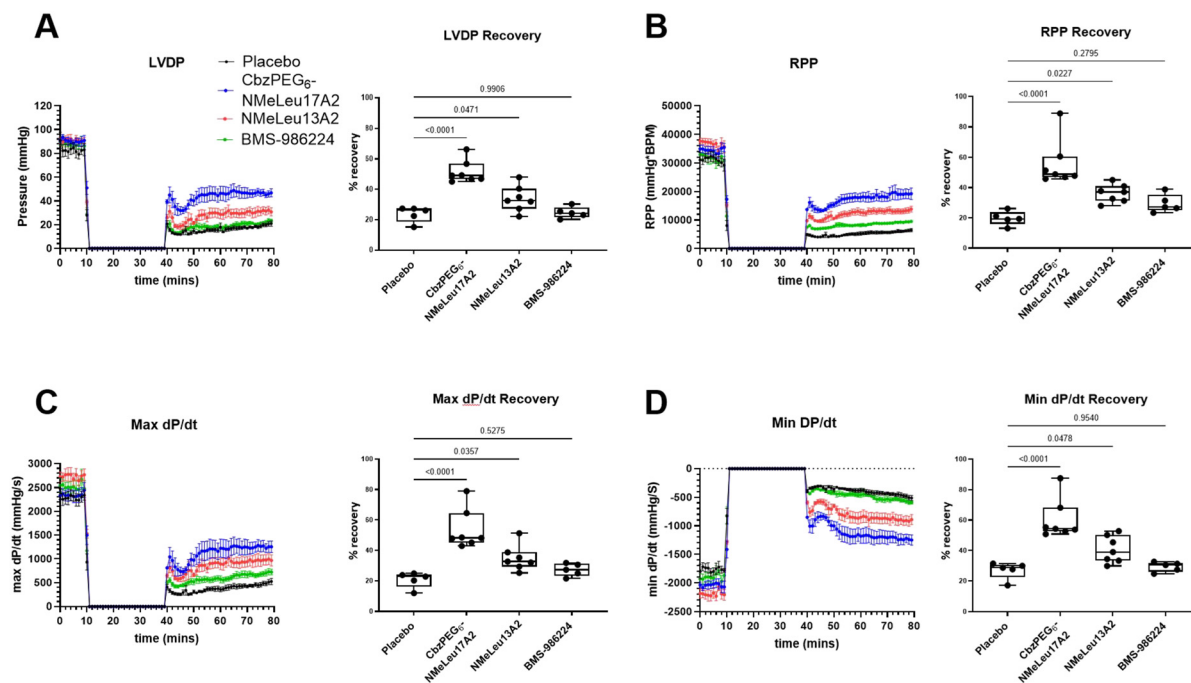 A
LVDP
Placebo
CbzPEG6-
NMeLeu17A2
NMeLeu13A2
BMS-986224
Pressure (mmHg)
120
100
80
60
40
20
0
0 10 20 30 40 50 60 70 80
time (mins)
LVDP Recovery
0.9906
0.0471
<0.0001
% recovery
100
80
60
40
20
0
Placebo
CbzPEG6-
NMeLeu17A2
NMeLeu13A2
BMS-986224
B
RPP
RPP (mmHg*BPM)
50000
40000
30000
20000
10000
0
0 10 20 30 40 50 60 70 80
time (mins)
RPP Recovery
0.2795
0.0227
<0.0001
% recovery
100
80
60
40
20
0
Placebo
CbzPEG6-
NMeLeu17A2
NMeLeu13A2
BMS-986224
C
Max dP/dt
max dP/dt (mmHg/s)
3000
2500
2000
1500
1000
500
0
0 10 20 30 40 50 60 70 80
time (mins)
Max dP/dt Recovery
0.5275
0.0357
<0.0001
% recovery
100
80
60
40
20
0
Placebo
CbzPEG6-
NMeLeu17A2
NMeLeu13A2
BMS-986224
D
Min DP/dt
min dP/dt (mmHg/S)
0
-500
-1000
-1500
-2000
-2500
0 10 20 30 40 50 60 70 80
time (mins)
Min dP/dt Recovery
0.9540
0.0478
<0.0001
% recovery
100
80
60
40
20
0
Placebo
CbzPEG6-
NMeLeu17A2
NMeLeu13A2
BMS-986224